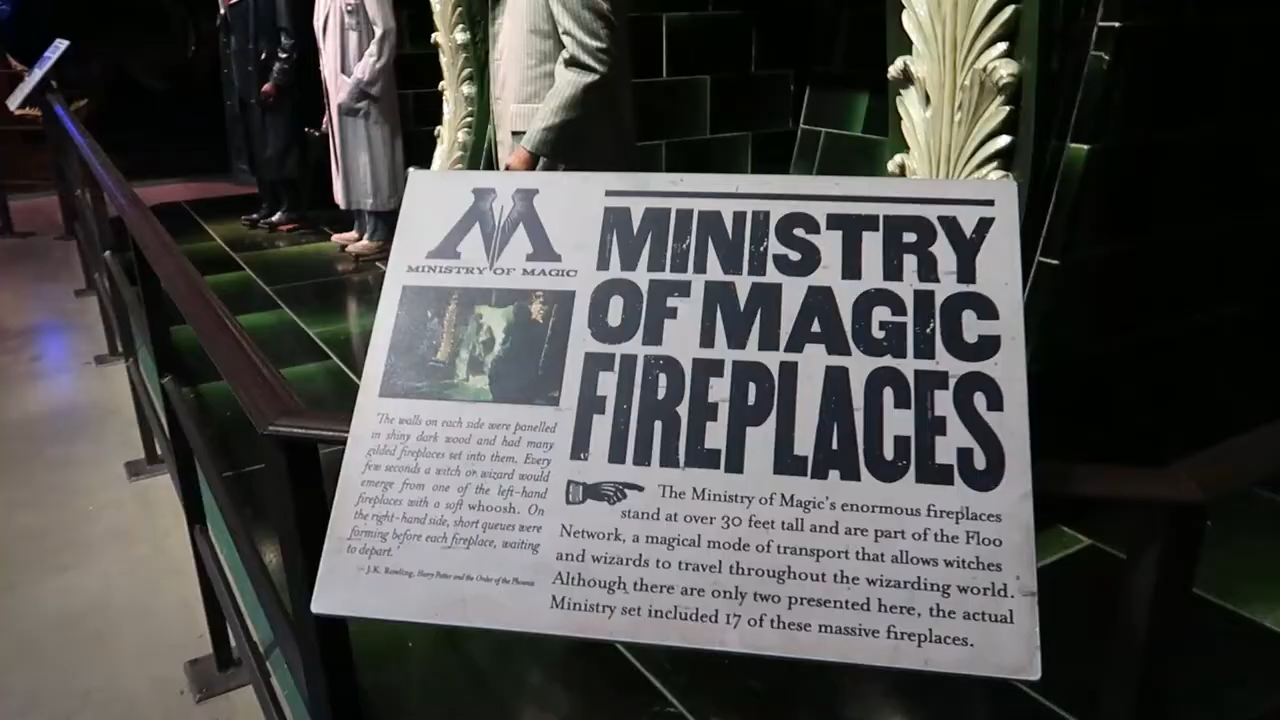 MINISTRY OF MAGIC
MINISTRY
OF MAGIC
FIREPLACES
'The walls on each side were panelled
in shiny dark wood and had many
gilded fireplaces set into them. Every
few seconds a witch or wizard would
emerge from one of the left-hand
fireplaces with a soft whoosh. On
the right-hand side, short queues were
forming before each fireplace, waiting
to depart.'
– J.K. Rowling, Harry Potter and the Order of the Phoenix
The Ministry of Magic's enormous fireplaces
stand at over 30 feet tall and are part of the Floo
Network, a magical mode of transport that allows witches
and wizards to travel throughout the wizarding world.
Although there are only two presented here, the actual
Ministry set included 17 of these massive fireplaces.